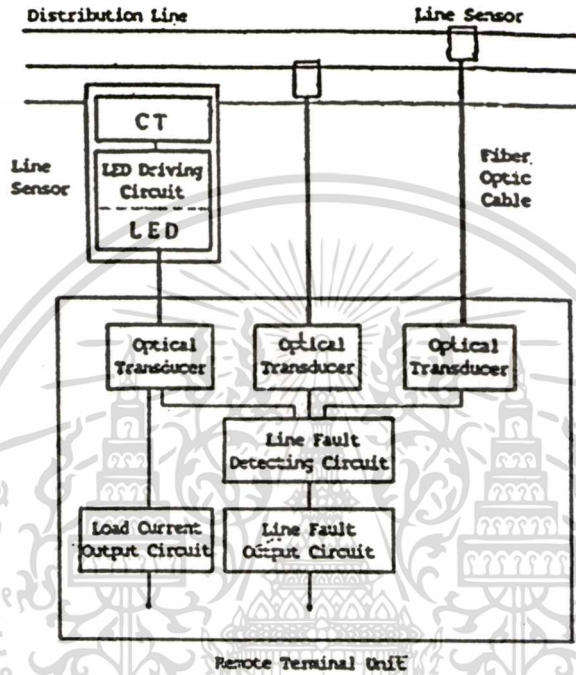 Distribution Line
Line Sensor
CT
LED Driving
Circuit
LED
Line
Sensor
Fiber
Optic
Cable
Optical
Transducer
Optical
Transducer
Optical
Transducer
Line Fault
Detecting Circuit
Load Current
Output Circuit
Line Fault
Output Circuit
Remote Terminal Unit